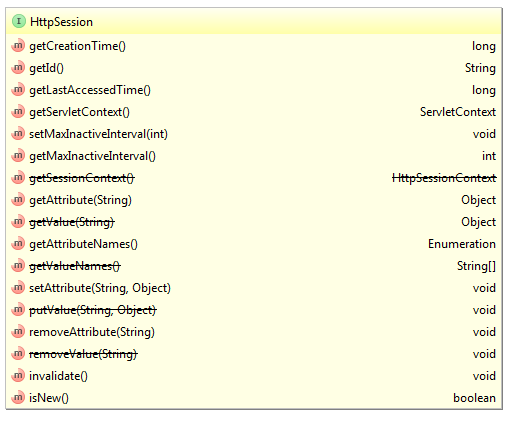 I HttpSession
m getCreationTime() long
m getId() String
m getLastAccessedTime() long
m getServletContext() ServletContext
m setMaxInactiveInterval(int) void
m getMaxInactiveInterval() int
m getSessionContext() HttpSessionContext
m getAttribute(String) Object
m getValue(String) Object
m getAttributeNames() Enumeration
m getValueNames() String[]
m setAttribute(String, Object) void
m putValue(String, Object) void
m removeAttribute(String) void
m removeValue(String) void
m invalidate() void
m isNew() boolean